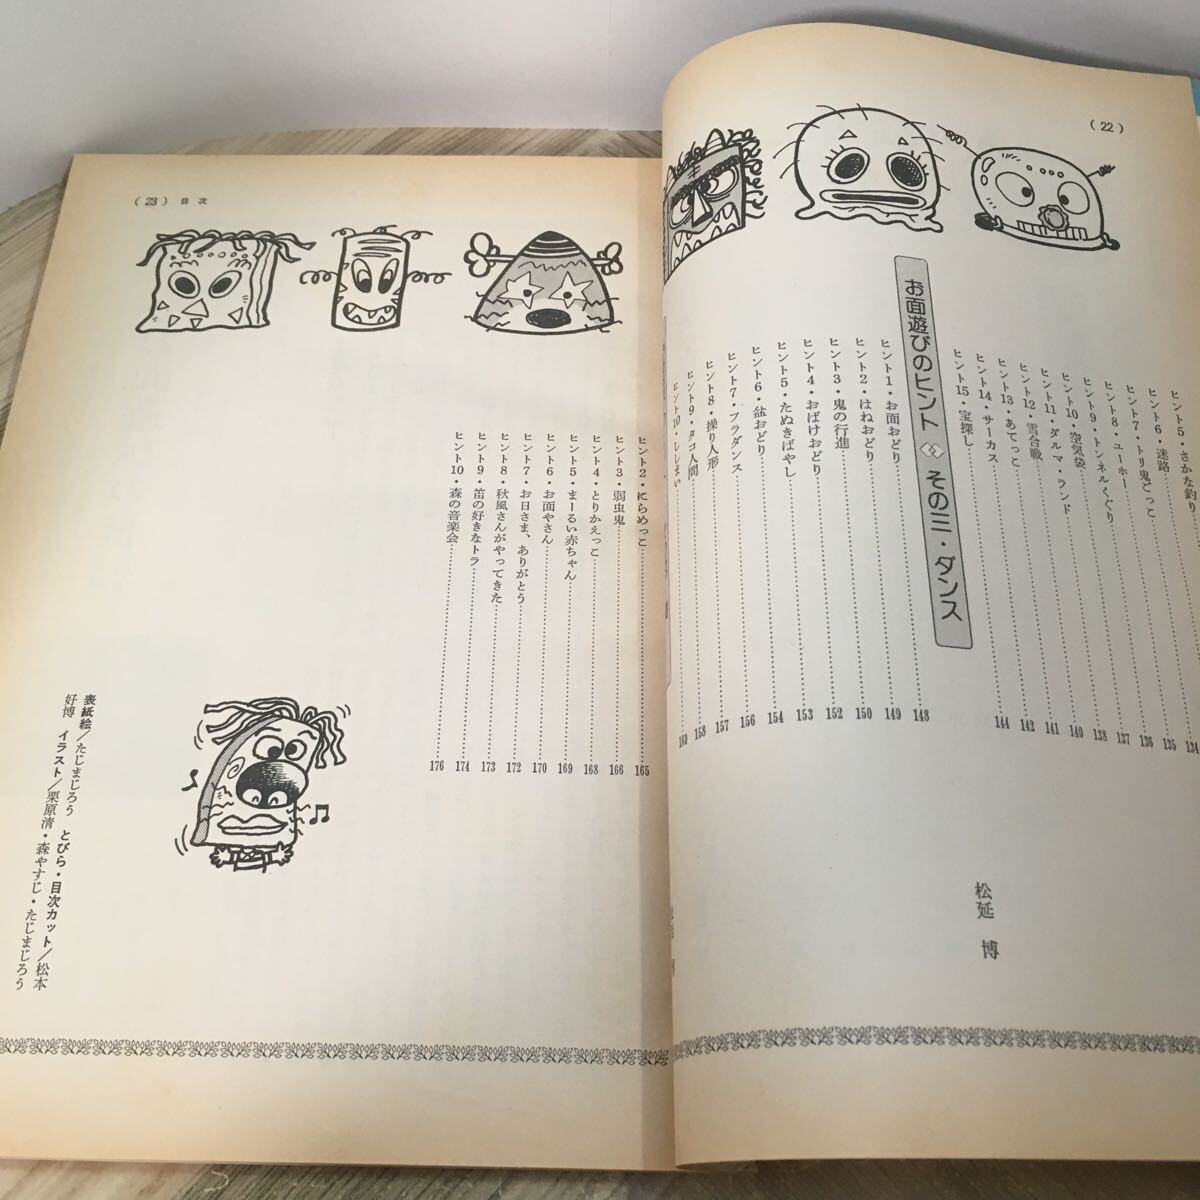 (22)
ヒント5・さかな釣り……134
ヒント6・迷路……135
ヒント7・トリ鬼ごっこ……136
ヒント8・ユーホー……137
ヒント9・トンネルくぐり……138
ヒント10・空気袋……140
ヒント11・ダルマ・ランド……141
ヒント12・雪合戦……142
ヒント13・あてっこ
ヒント14・サーカス……144
ヒント15・宝探し
お面遊びのヒント その三・ダンス
松延 博
ヒント1・お面おどり……148
ヒント2・はねおどり……149
ヒント3・鬼の行進……150
ヒント4・おばけおどり……152
ヒント5・たぬきばやし……153
ヒント6・盆おどり……154
ヒント7・フラダンス……156
ヒント8・操り人形……157
ヒント9・タコ人間……158
ヒント10・ししまい……160
(23) 目次
ヒント2・にらめっこ……165
ヒント3・弱虫鬼……166
ヒント4・とりかえっこ……168
ヒント5・まーるい赤ちゃん……169
ヒント6・お面やさん……170
ヒント7・お日さま、ありがとう……172
ヒント8・秋風さんがやってきた……173
ヒント9・笛の好きなトラ……174
ヒント10・森の音楽会……176
表紙絵/たじまじろう とびら・目次カット/松本
好博 イラスト/栗原清・森やすじ・たじまじろう